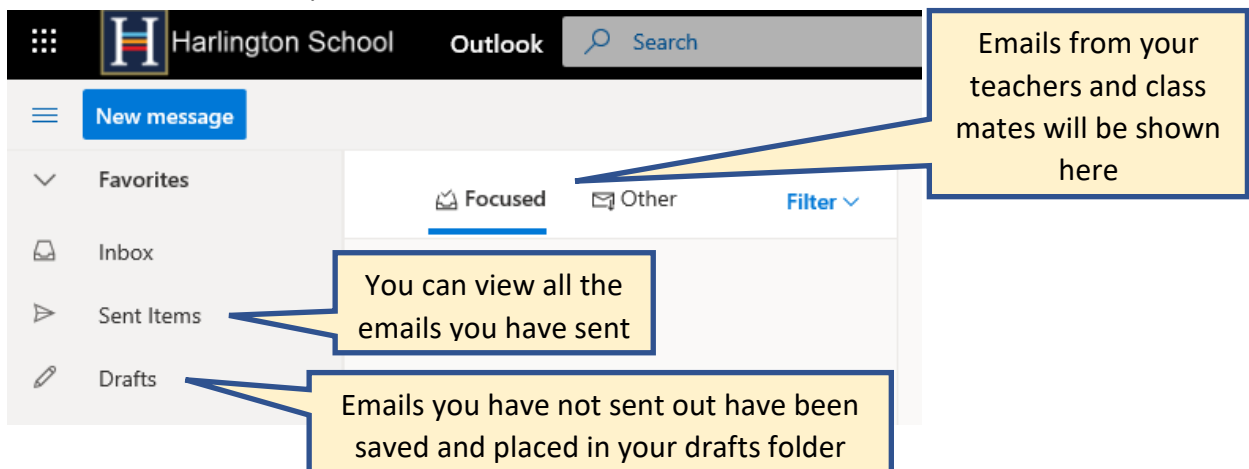 Harlington School Outlook Search
New message
Favorites
Focused Other Filter
Inbox
Sent Items
Drafts
Emails from your
teachers and class
mates will be shown
here
You can view all the
emails you have sent
Emails you have not sent out have been
saved and placed in your drafts folder